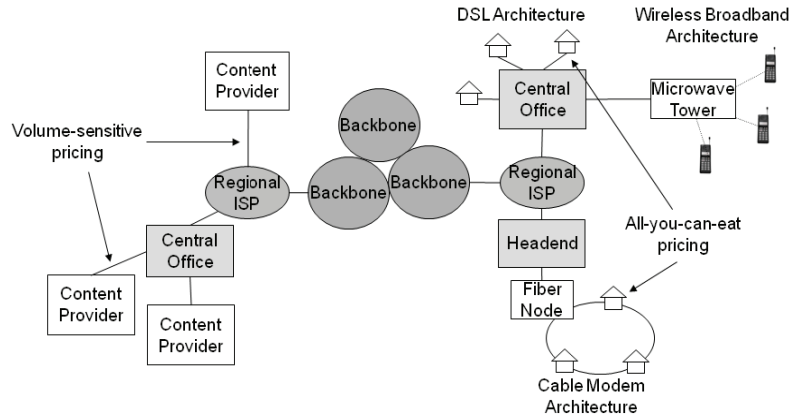 DSL Architecture
Wireless Broadband
Architecture
Content
Provider
Central
Office
Microwave
Tower
Volume-sensitive
pricing
Backbone
Regional
ISP
Backbone
Backbone
Regional
ISP
All-you-can-eat
pricing
Central
Office
Headend
Content
Provider
Content
Provider
Fiber
Node
Cable Modem
Architecture